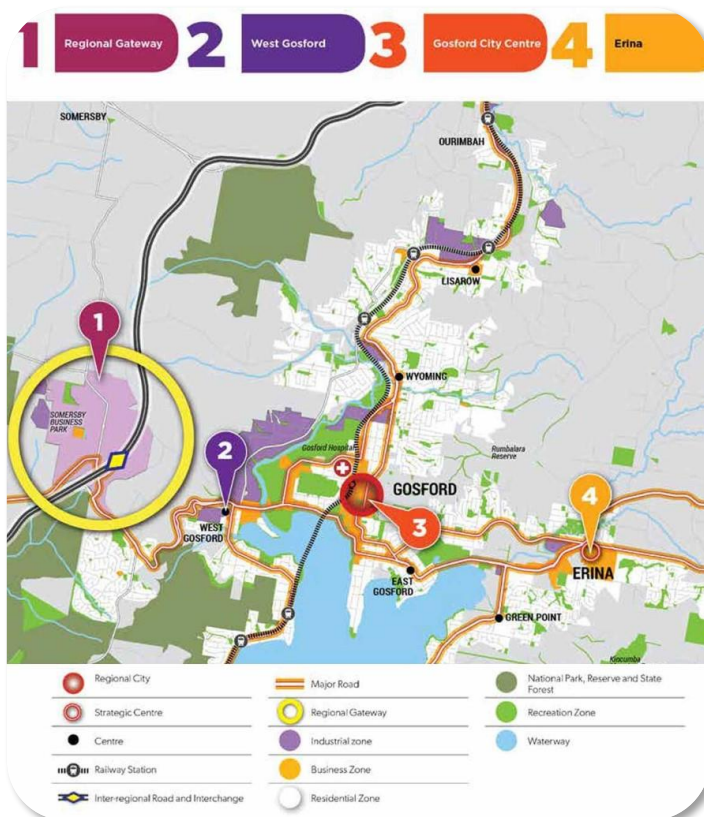 1 Regional Gateway 2 West Gosford 3 Gosford City Centre 4 Erina
SOMERSBY
OURIMBAH
LISAROW
1
WYOMING
SOMERSBY
BUSINESS
PARK
2
Gosford Hospital
Rumbalara
Reserve
GOSFORD
4
3
WEST
GOSFORD
ERINA
EAST
GOSFORD
GREEN POINT
Kincumba
Regional City
Strategic Centre
Centre
Railway Station
Inter-regional Road and Interchange
Major Road
Regional Gateway
Industrial zone
Business Zone
Residential Zone
National Park, Reserve and State
Forest
Recreation Zone
Waterway